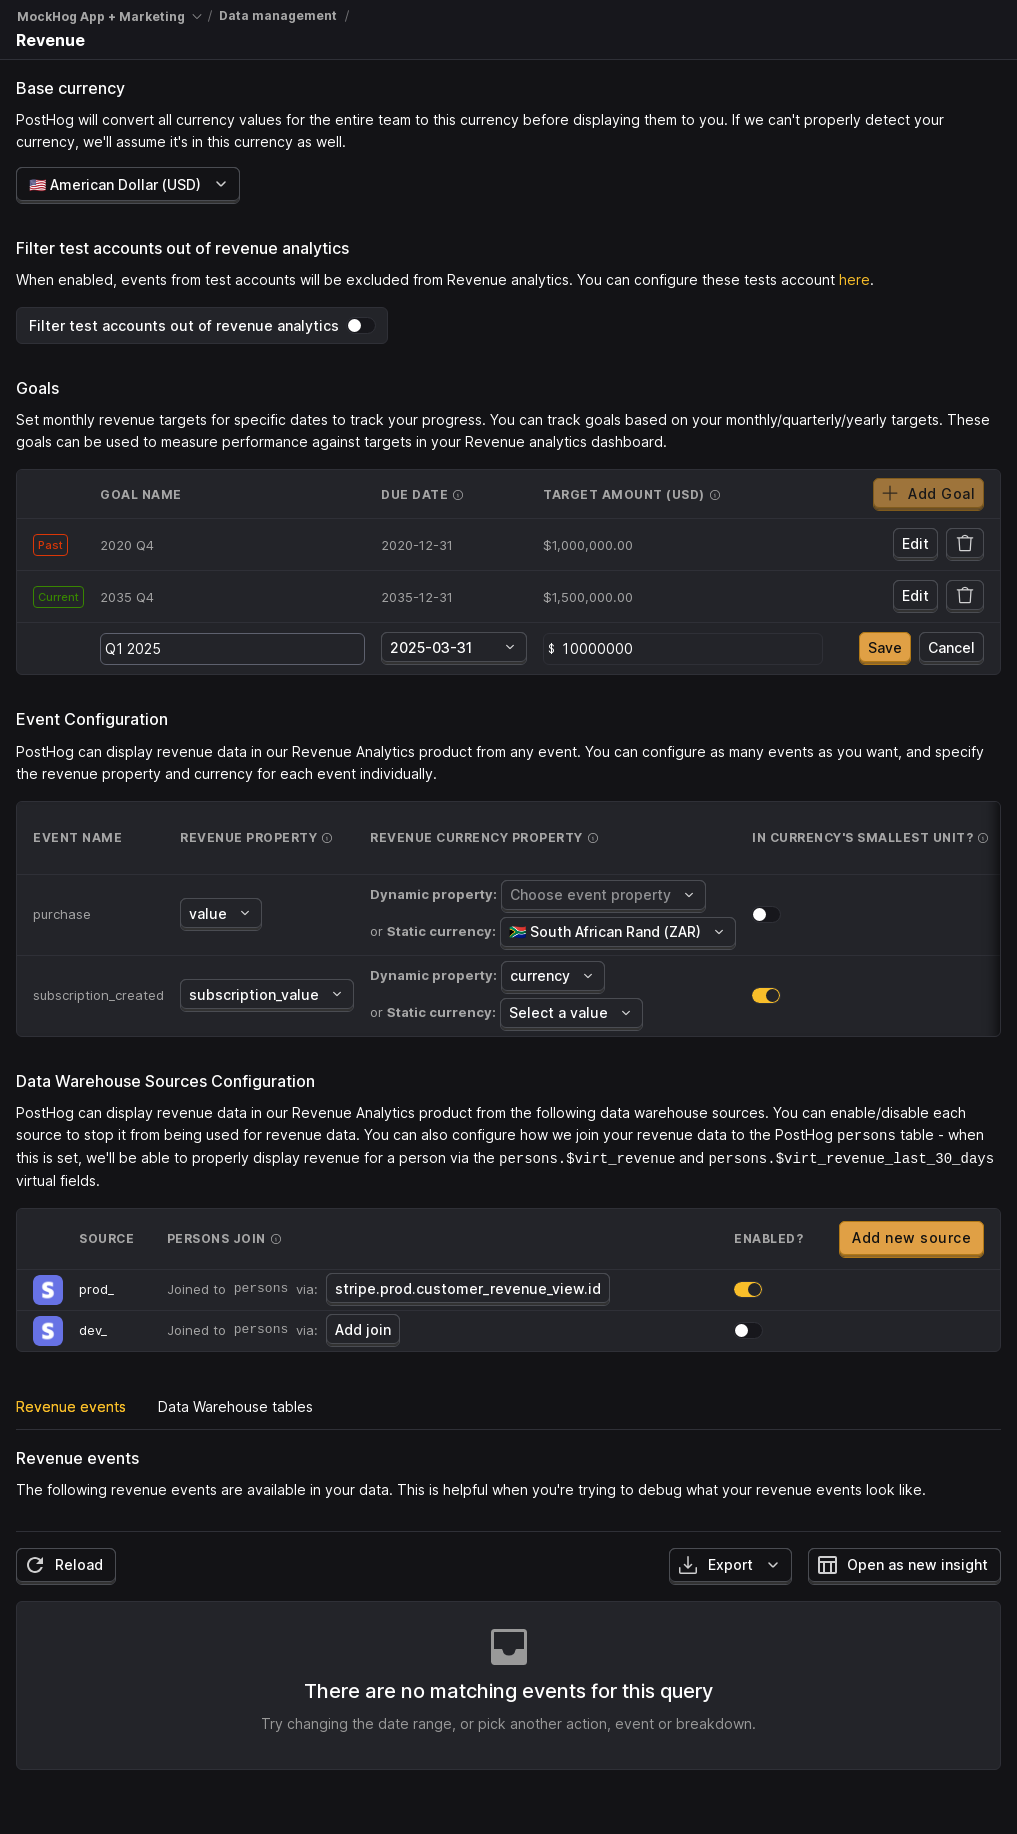 MockHog App + Marketing / Data management /
Revenue
Base currency
PostHog will convert all currency values for the entire team to this currency before displaying them to you. If we can't properly detect your
currency, we'll assume it's in this currency as well.
🇺🇸 American Dollar (USD)
Filter test accounts out of revenue analytics
When enabled, events from test accounts will be excluded from Revenue analytics. You can configure these tests account here.
Filter test accounts out of revenue analytics
Goals
Set monthly revenue targets for specific dates to track your progress. You can track goals based on your monthly/quarterly/yearly targets. These
goals can be used to measure performance against targets in your Revenue analytics dashboard.
GOAL NAME DUE DATE TARGET AMOUNT (USD) Add Goal
Past 2020 Q4 2020-12-31 $1,000,000.00 Edit
Current 2035 Q4 2035-12-31 $1,500,000.00 Edit
Q1 2025 2025-03-31 $ 10000000 Save Cancel
Event Configuration
PostHog can display revenue data in our Revenue Analytics product from any event. You can configure as many events as you want, and specify
the revenue property and currency for each event individually.
EVENT NAME REVENUE PROPERTY REVENUE CURRENCY PROPERTY IN CURRENCY'S SMALLEST UNIT?
Dynamic property: Choose event property
purchase value
or Static currency: 🇿🇦 South African Rand (ZAR)
Dynamic property: currency
subscription_created subscription_value
or Static currency: Select a value
Data Warehouse Sources Configuration
PostHog can display revenue data in our Revenue Analytics product from the following data warehouse sources. You can enable/disable each
source to stop it from being used for revenue data. You can also configure how we join your revenue data to the PostHog persons table - when
this is set, we'll be able to properly display revenue for a person via the persons.$virt_revenue and persons.$virt_revenue_last_30_days
virtual fields.
SOURCE PERSONS JOIN ENABLED? Add new source
S prod_ Joined to persons via: stripe.prod.customer_revenue_view.id
S dev_ Joined to persons via: Add join
Revenue events Data Warehouse tables
Revenue events
The following revenue events are available in your data. This is helpful when you're trying to debug what your revenue events look like.
Reload Export Open as new insight
There are no matching events for this query
Try changing the date range, or pick another action, event or breakdown.